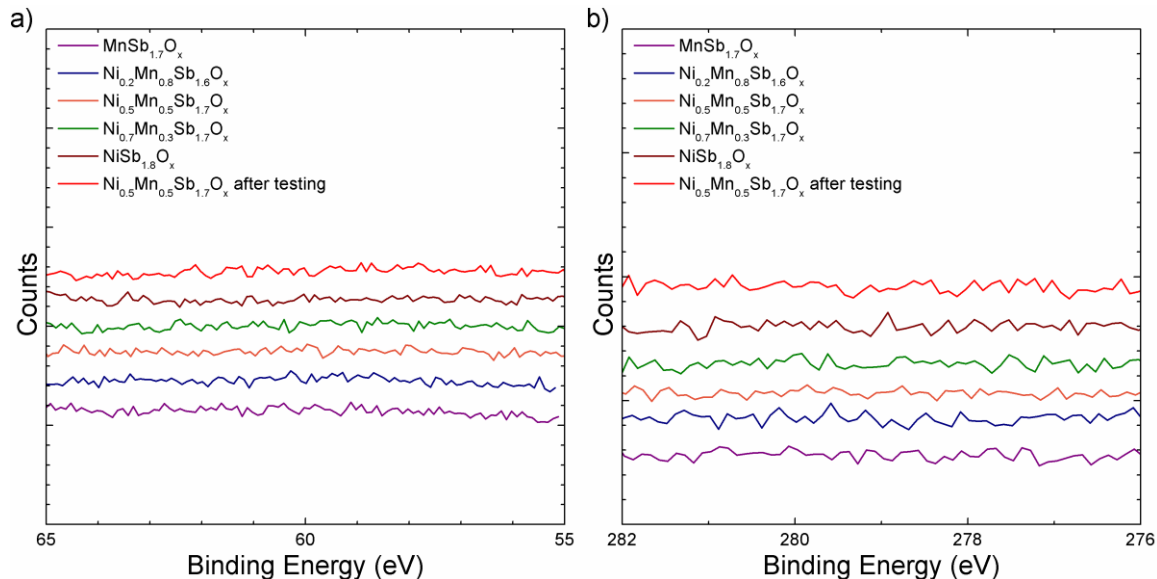 a)
MnSb1.7Ox
Ni0.2Mn0.8Sb1.6Ox
Ni0.5Mn0.5Sb1.7Ox
Ni0.7Mn0.3Sb1.7Ox
NiSb1.8Ox
Ni0.5Mn0.5Sb1.7Ox after testing
Counts
65
60
55
Binding Energy (eV)
b)
MnSb1.7Ox
Ni0.2Mn0.8Sb1.6Ox
Ni0.5Mn0.5Sb1.7Ox
Ni0.7Mn0.3Sb1.7Ox
NiSb1.8Ox
Ni0.5Mn0.5Sb1.7Ox after testing
Counts
282
280
278
276
Binding Energy (eV)